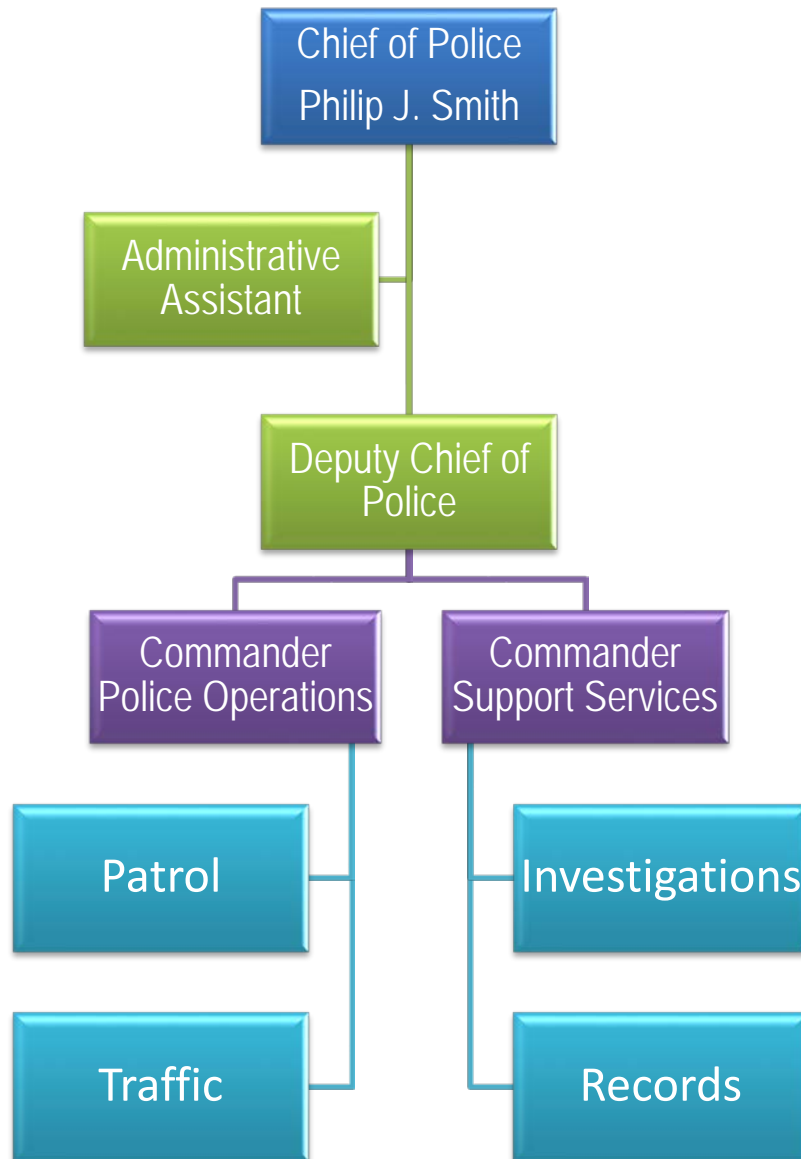 Chief of Police
Philip J. Smith
Administrative
Assistant
Deputy Chief of
Police
Commander
Police Operations
Commander
Support Services
Patrol
Investigations
Traffic
Records